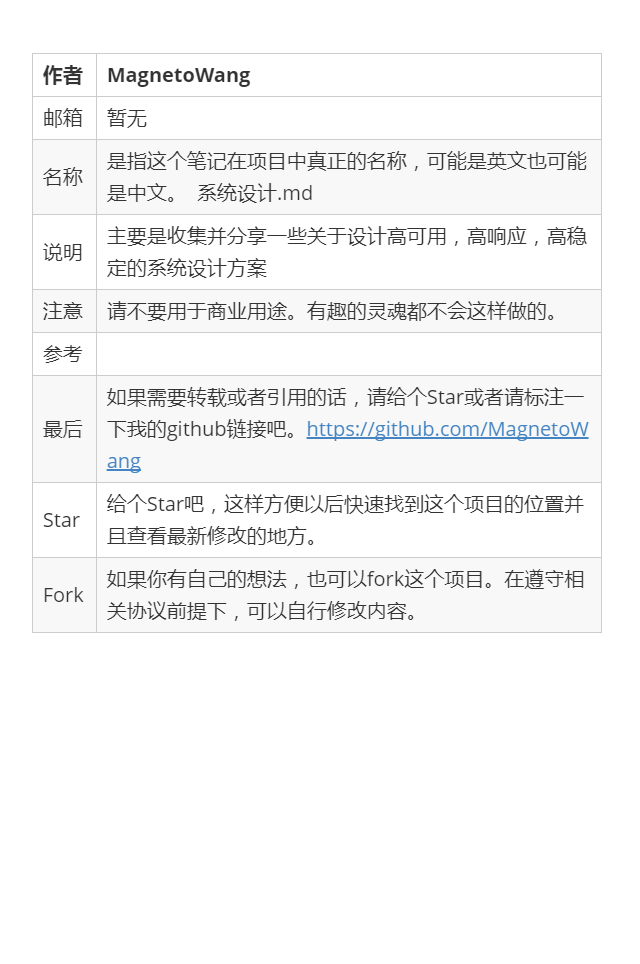 作者 MagnetoWang
邮箱 暂无
名称 是指这个笔记在项目中真正的名称，可能是英文也可能
是中文。 系统设计.md
说明 主要是收集并分享一些关于设计高可用，高响应，高稳
定的系统设计方案
注意 请不要用于商业用途。有趣的灵魂都不会这样做的。
参考
最后 如果需要转载或者引用的话，请给个Star或者请标注一
下我的github链接吧。https://github.com/MagnetoW
ang
Star 给个Star吧，这样方便以后快速找到这个项目的位置并
且查看最新修改的地方。
Fork 如果你有自己的想法，也可以fork这个项目。在遵守相
关协议前提下，可以自行修改内容。